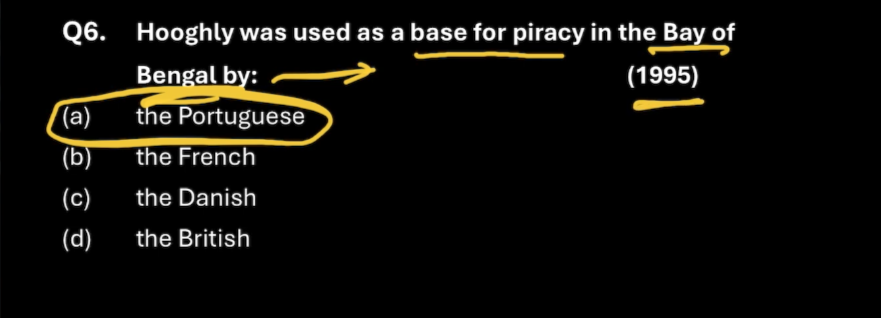 Q6. Hooghly was used as a base for piracy in the Bay of
Bengal by: (1995)
(a) the Portuguese
(b) the French
(c) the Danish
(d) the British